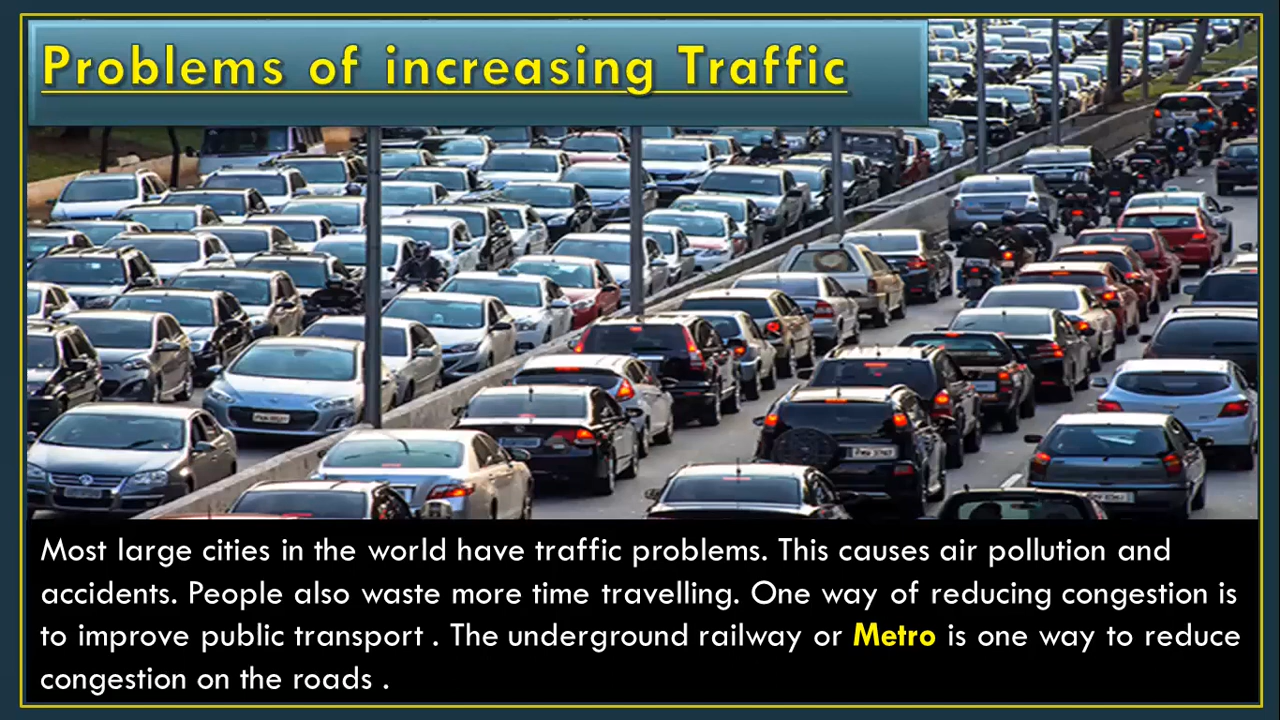 Problems of increasing Traffic
Most large cities in the world have traffic problems. This causes air pollution and
accidents. People also waste more time travelling. One way of reducing congestion is
to improve public transport . The underground railway or Metro is one way to reduce
congestion on the roads .